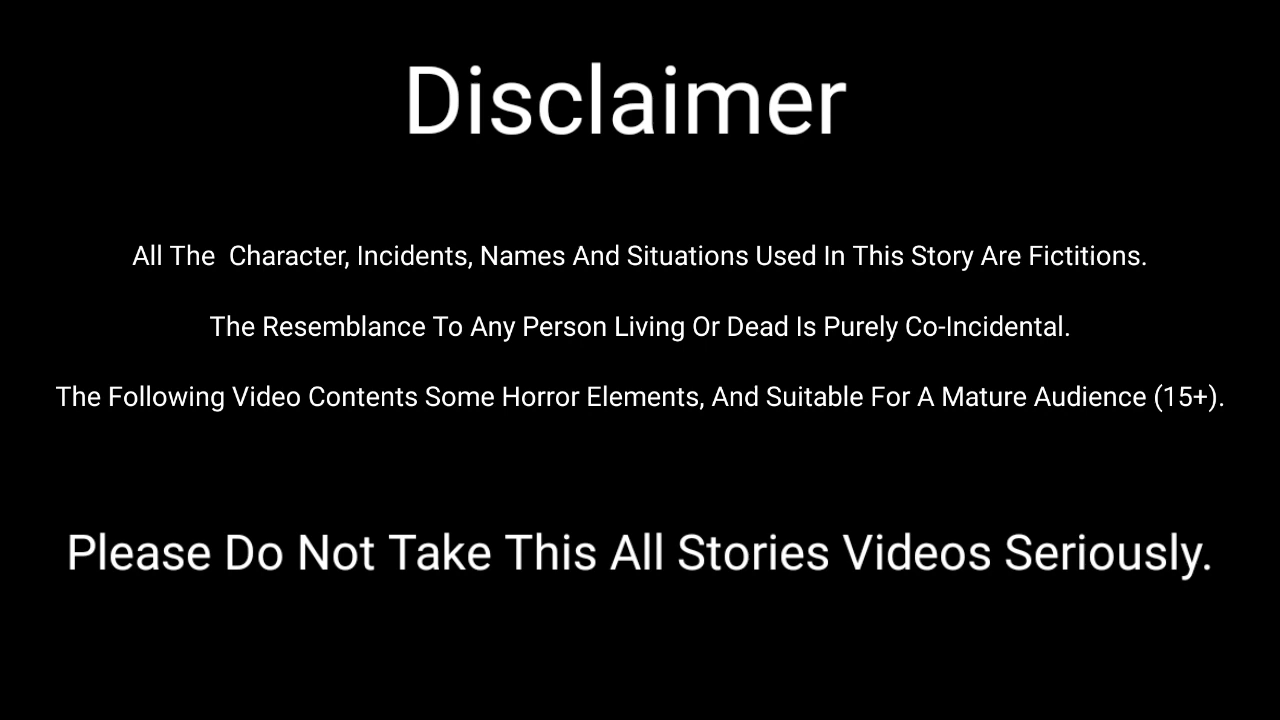 Disclaimer
All The  Character, Incidents, Names And Situations Used In This Story Are Fictitions.
The Resemblance To Any Person Living Or Dead Is Purely Co-Incidental.
The Following Video Contents Some Horror Elements, And Suitable For A Mature Audience (15+).
Please Do Not Take This All Stories Videos Seriously.